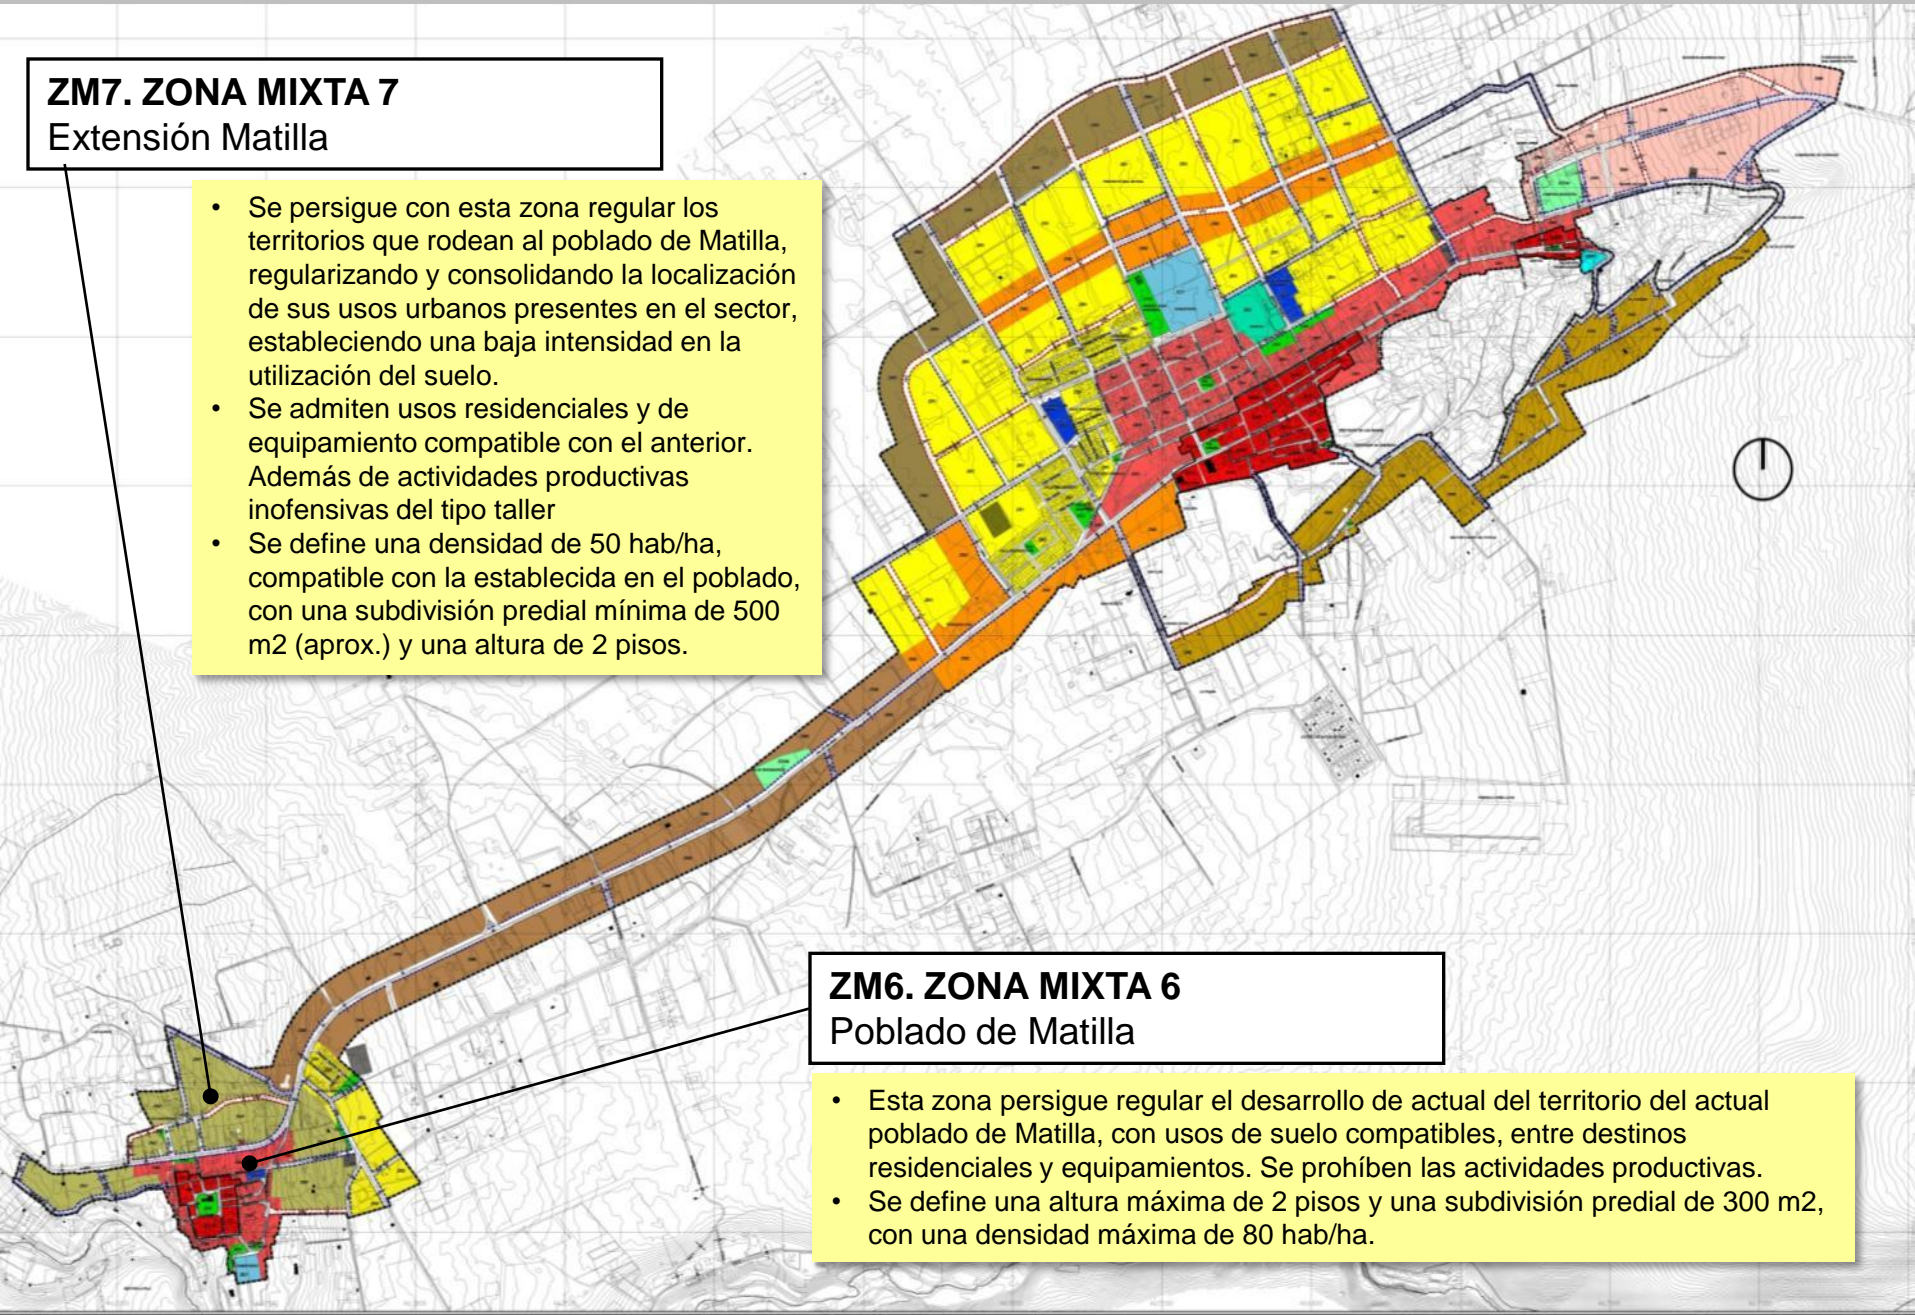 ZM7. ZONA MIXTA 7
Extensión Matilla
• Se persigue con esta zona regular los
territorios que rodean al poblado de Matilla,
regularizando y consolidando la localización
de sus usos urbanos presentes en el sector,
estableciendo una baja intensidad en la
utilización del suelo.
• Se admiten usos residenciales y de
equipamiento compatible con el anterior.
Además de actividades productivas
inofensivas del tipo taller
• Se define una densidad de 50 hab/ha,
compatible con la establecida en el poblado,
con una subdivisión predial mínima de 500
m2 (aprox.) y una altura de 2 pisos.
ZM6. ZONA MIXTA 6
Poblado de Matilla
• Esta zona persigue regular el desarrollo de actual del territorio del actual
poblado de Matilla, con usos de suelo compatibles, entre destinos
residenciales y equipamientos. Se prohíben las actividades productivas.
• Se define una altura máxima de 2 pisos y una subdivisión predial de 300 m2,
con una densidad máxima de 80 hab/ha.